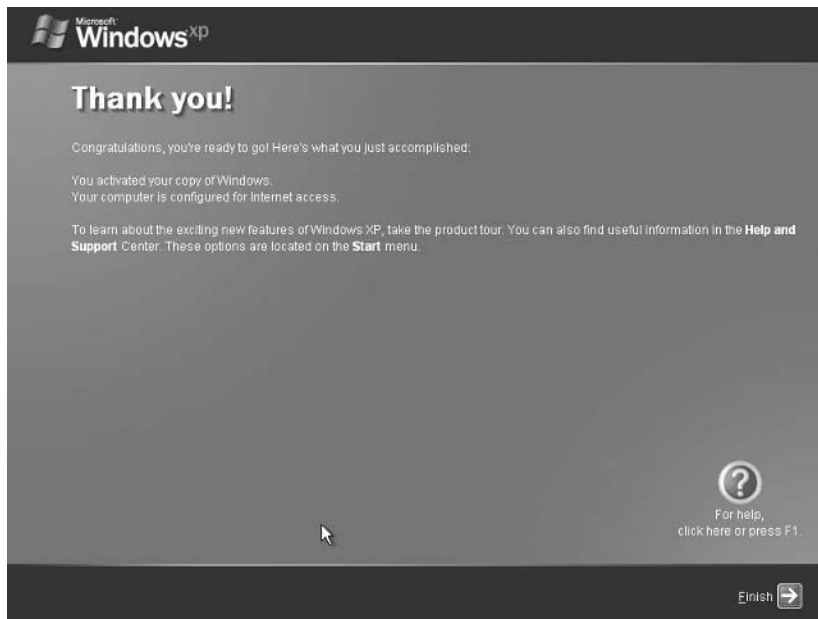 Microsoft
Windows xp
Thank you!
Congratulations, you're ready to go! Here's what you just accomplished:
You activated your copy of Windows.
Your computer is configured for Internet access.
To learn about the exciting new features of Windows XP, take the product tour. You can also find useful information in the Help and
Support Center. These options are located on the Start menu.
For help,
click here or press F1.
Finish